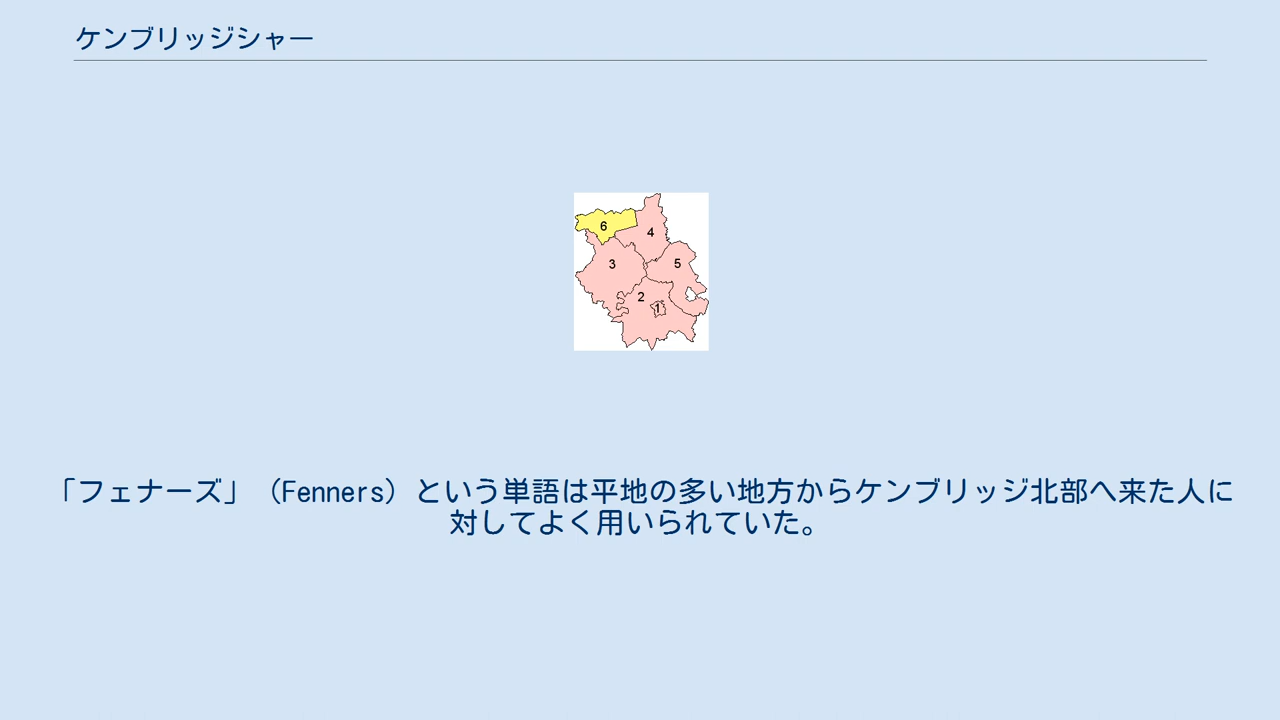 ケンブリッジシャー
6
4
3
5
2
1
「フェナーズ」（Fenners）という単語は平地の多い地方からケンブリッジ北部へ来た人に
対してよく用いられていた。